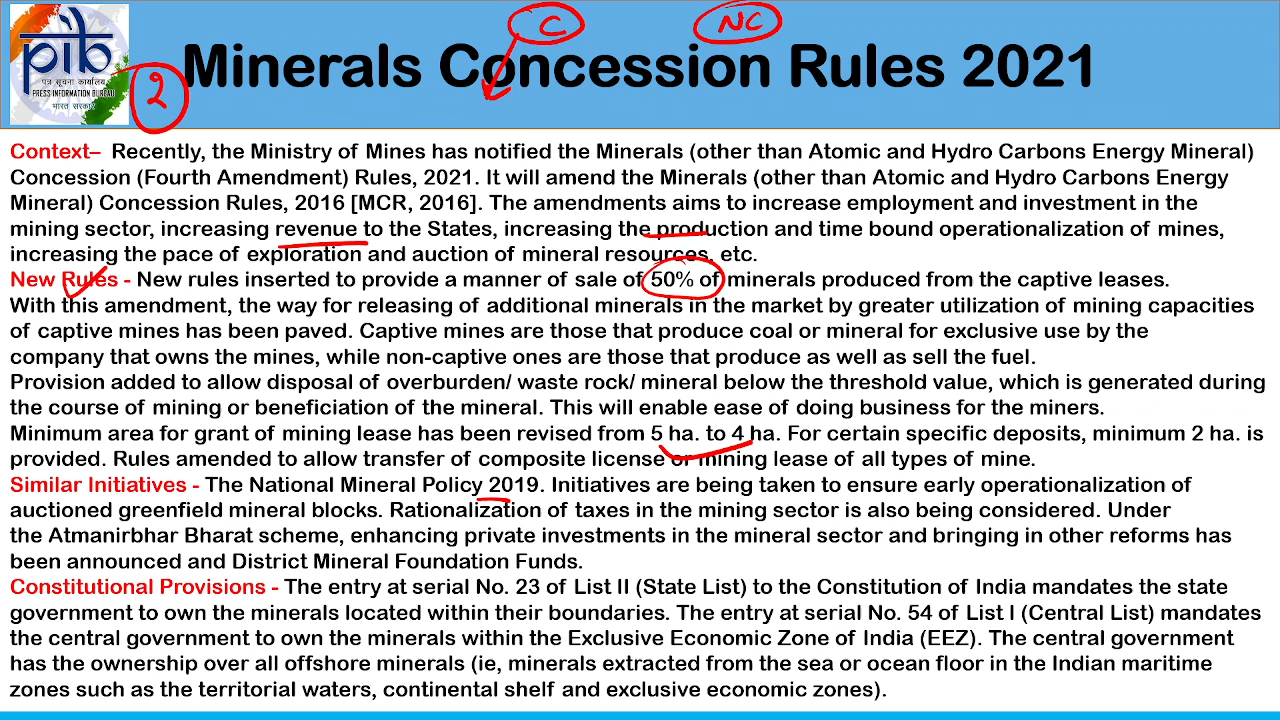 C
NC
pib
पत्र सूचना कार्यालय
PRESS INFORMATION BUREAU
भारत सरकार
2
Minerals Concession Rules 2021
Context– Recently, the Ministry of Mines has notified the Minerals (other than Atomic and Hydro Carbons Energy Mineral)
Concession (Fourth Amendment) Rules, 2021. It will amend the Minerals (other than Atomic and Hydro Carbons Energy
Mineral) Concession Rules, 2016 [MCR, 2016]. The amendments aims to increase employment and investment in the
mining sector, increasing revenue to the States, increasing the production and time bound operationalization of mines,
increasing the pace of exploration and auction of mineral resources, etc.
New Rules - New rules inserted to provide a manner of sale of 50% of minerals produced from the captive leases.
With this amendment, the way for releasing of additional minerals in the market by greater utilization of mining capacities
of captive mines has been paved. Captive mines are those that produce coal or mineral for exclusive use by the
company that owns the mines, while non-captive ones are those that produce as well as sell the fuel.
Provision added to allow disposal of overburden/ waste rock/ mineral below the threshold value, which is generated during
the course of mining or beneficiation of the mineral. This will enable ease of doing business for the miners.
Minimum area for grant of mining lease has been revised from 5 ha. to 4 ha. For certain specific deposits, minimum 2 ha. is
provided. Rules amended to allow transfer of composite license or mining lease of all types of mine.
Similar Initiatives - The National Mineral Policy 2019. Initiatives are being taken to ensure early operationalization of
auctioned greenfield mineral blocks. Rationalization of taxes in the mining sector is also being considered. Under
the Atmanirbhar Bharat scheme, enhancing private investments in the mineral sector and bringing in other reforms has
been announced and District Mineral Foundation Funds.
Constitutional Provisions - The entry at serial No. 23 of List II (State List) to the Constitution of India mandates the state
government to own the minerals located within their boundaries. The entry at serial No. 54 of List I (Central List) mandates
the central government to own the minerals within the Exclusive Economic Zone of India (EEZ). The central government
has the ownership over all offshore minerals (ie, minerals extracted from the sea or ocean floor in the Indian maritime
zones such as the territorial waters, continental shelf and exclusive economic zones).